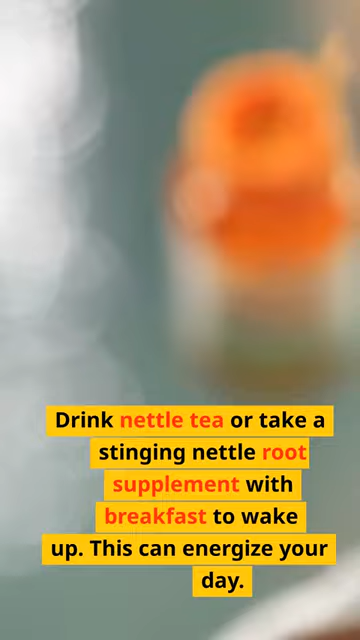 Drink nettle tea or take a
stinging nettle root
supplement with
breakfast to wake
up. This can energize your
day.